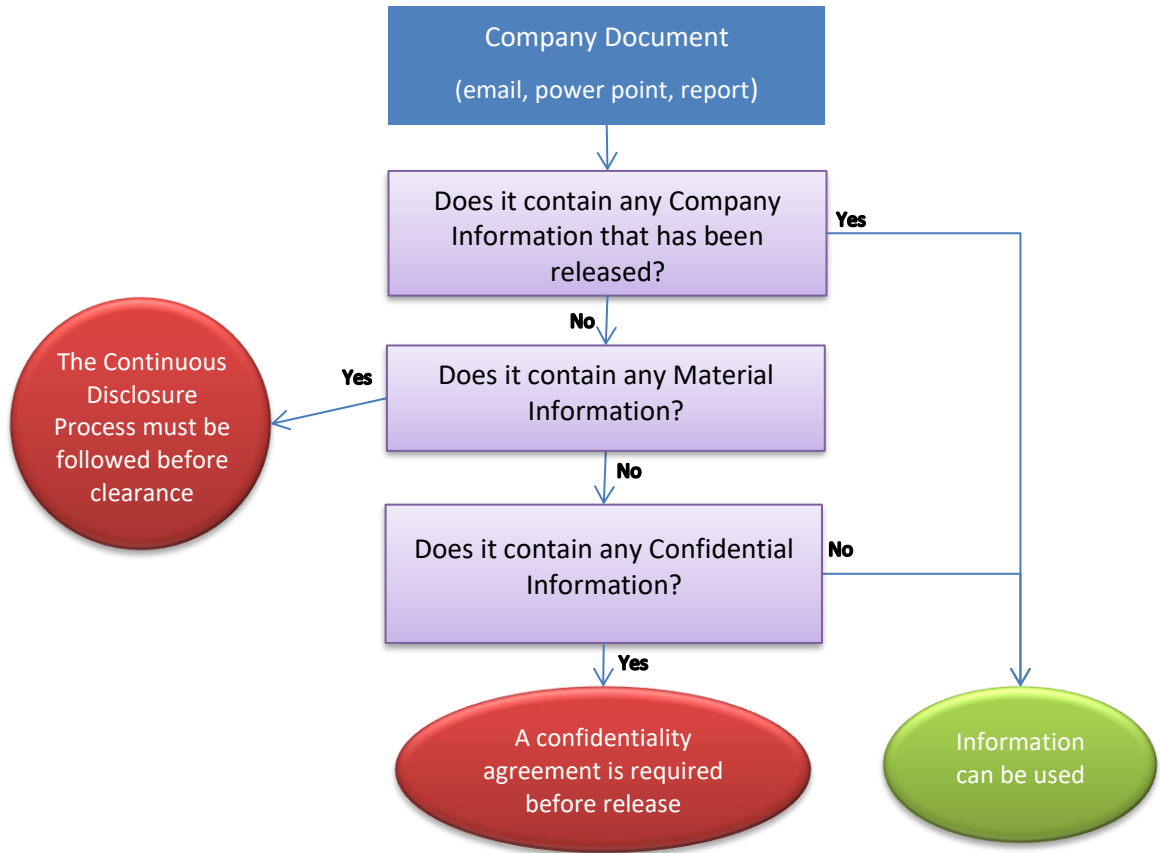 Company Document
(email, power point, report)
Does it contain any Company
Information that has been
released?
Yes
No
The Continuous
Disclosure
Process must be
followed before
clearance
Yes
Does it contain any Material
Information?
No
Does it contain any Confidential
Information?
No
Yes
A confidentiality
agreement is required
before release
Information
can be used